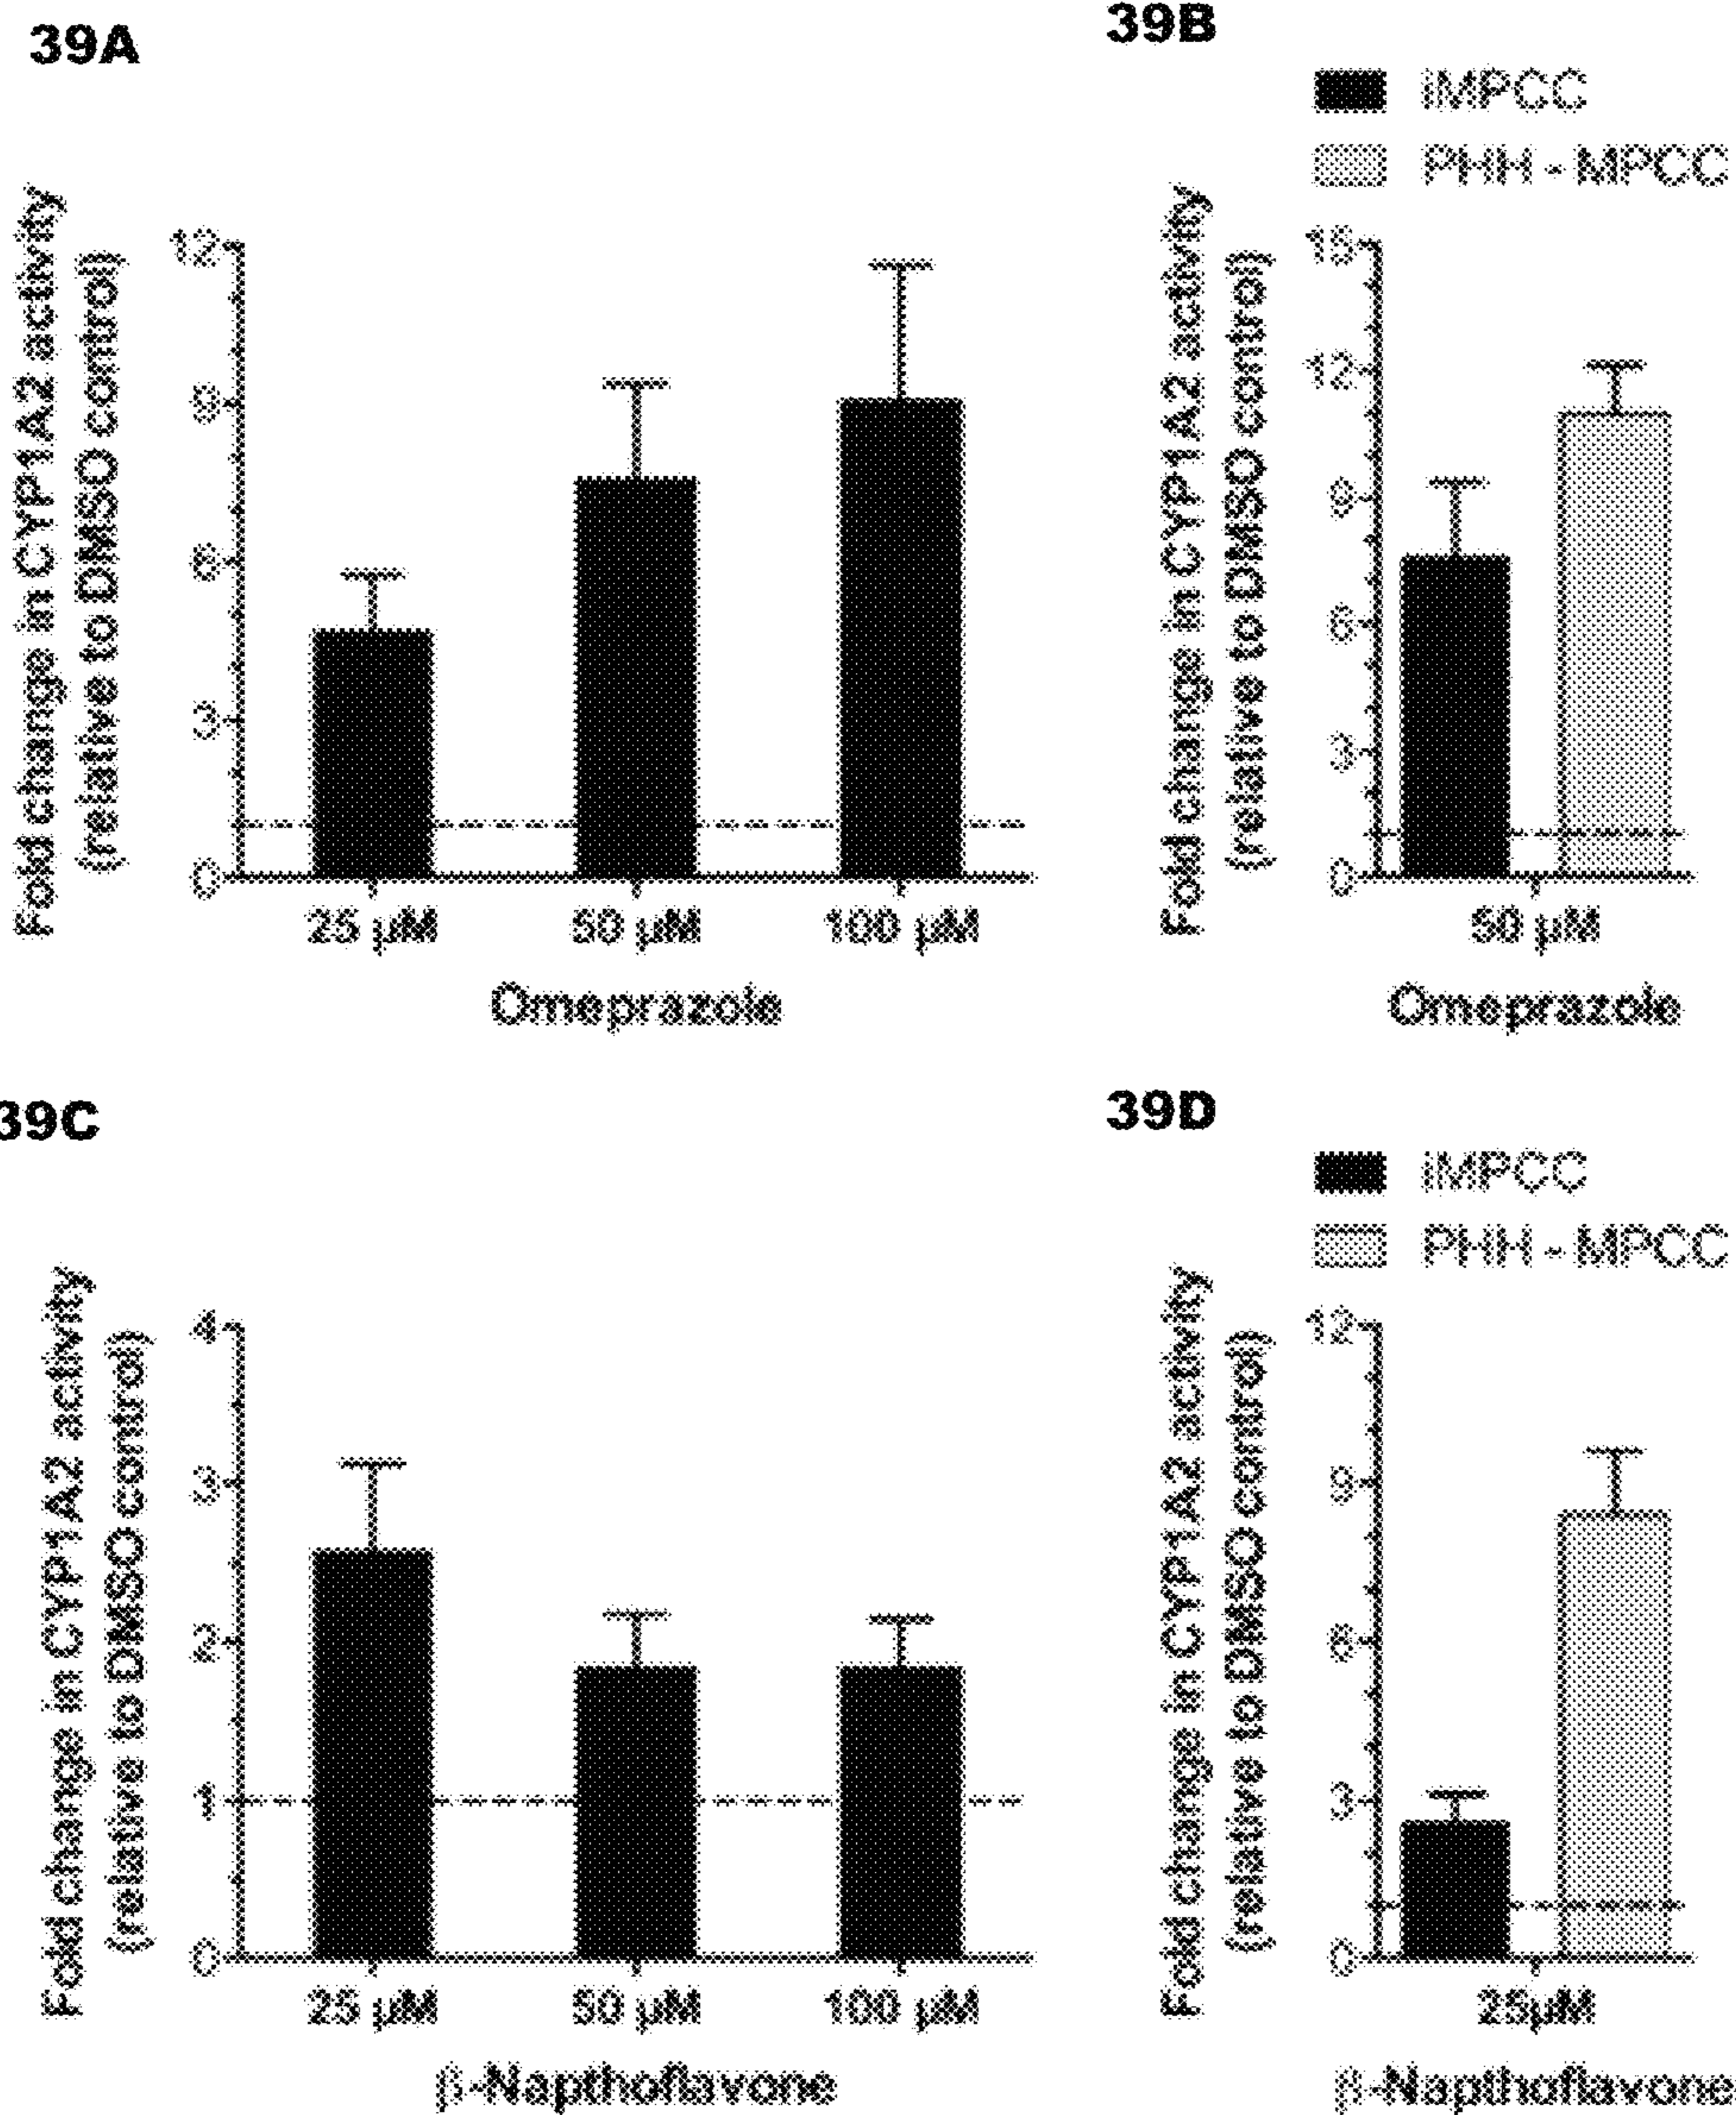 39A
Fold change in CYP1A2 activity
(relative to DMSO control)
12
9
6
3
0
25 µM
50 µM
100 µM
Omeprazole
39B
iMPCC
PHH - MPCC
Fold change in CYP1A2 activity
(relative to DMSO control)
15
12
9
6
3
0
50 µM
Omeprazole
39C
Fold change in CYP1A2 activity
(relative to DMSO control)
4
3
2
1
0
25 µM
50 µM
100 µM
β-Napthoflavone
39D
iMPCC
PHH - MPCC
Fold change in CYP1A2 activity
(relative to DMSO control)
12
9
6
3
0
25µM
β-Napthoflavone